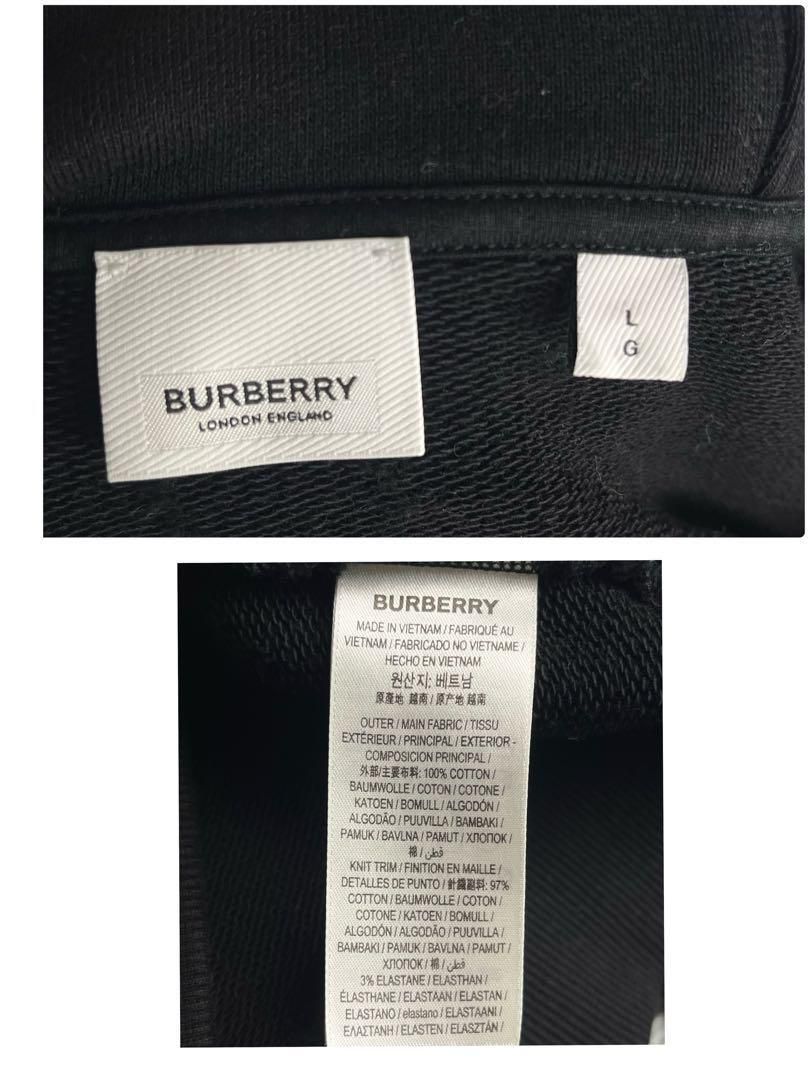 BURBERRY
LONDON ENGLAND
L
G
BURBERRY
MADE IN VIETNAM / FABRIQUÉ AU
VIETNAM / FABRICADO NO VIETNAME /
HECHO EN VIETNAM
원산지: 베트남
原產地 越南 / 原产地 越南
OUTER / MAIN FABRIC / TISSU
EXTÉRIEUR / PRINCIPAL / EXTERIOR -
COMPOSICION PRINCIPAL /
外部/主要布料: 100% COTTON /
BAUMWOLLE / COTON / COTONE /
KATOEN / BOMULL / ALGODÓN /
ALGODÃO / PUUVILLA / BAMBAKI /
PAMUK / BAVLNA / PAMUT / ХЛОПОК /
棉 / قطن /
KNIT TRIM / FINITION EN MAILLE /
DETALLES DE PUNTO / 針織副料: 97%
COTTON / BAUMWOLLE / COTON /
COTONE / KATOEN / BOMULL /
ALGODÓN / ALGODÃO / PUUVILLA /
BAMBAKI / PAMUK / BAVLNA / PAMUT /
ХЛОПОК / 棉 / قطن
3% ELASTANE / ELASTHAN /
ÉLASTHANE / ELASTAAN / ELASTAN /
ELASTANO / elastano / ELASTAANI /
ΕΛΑΣΤΑΝΗ / ELASTEN / ELASZTÁN /